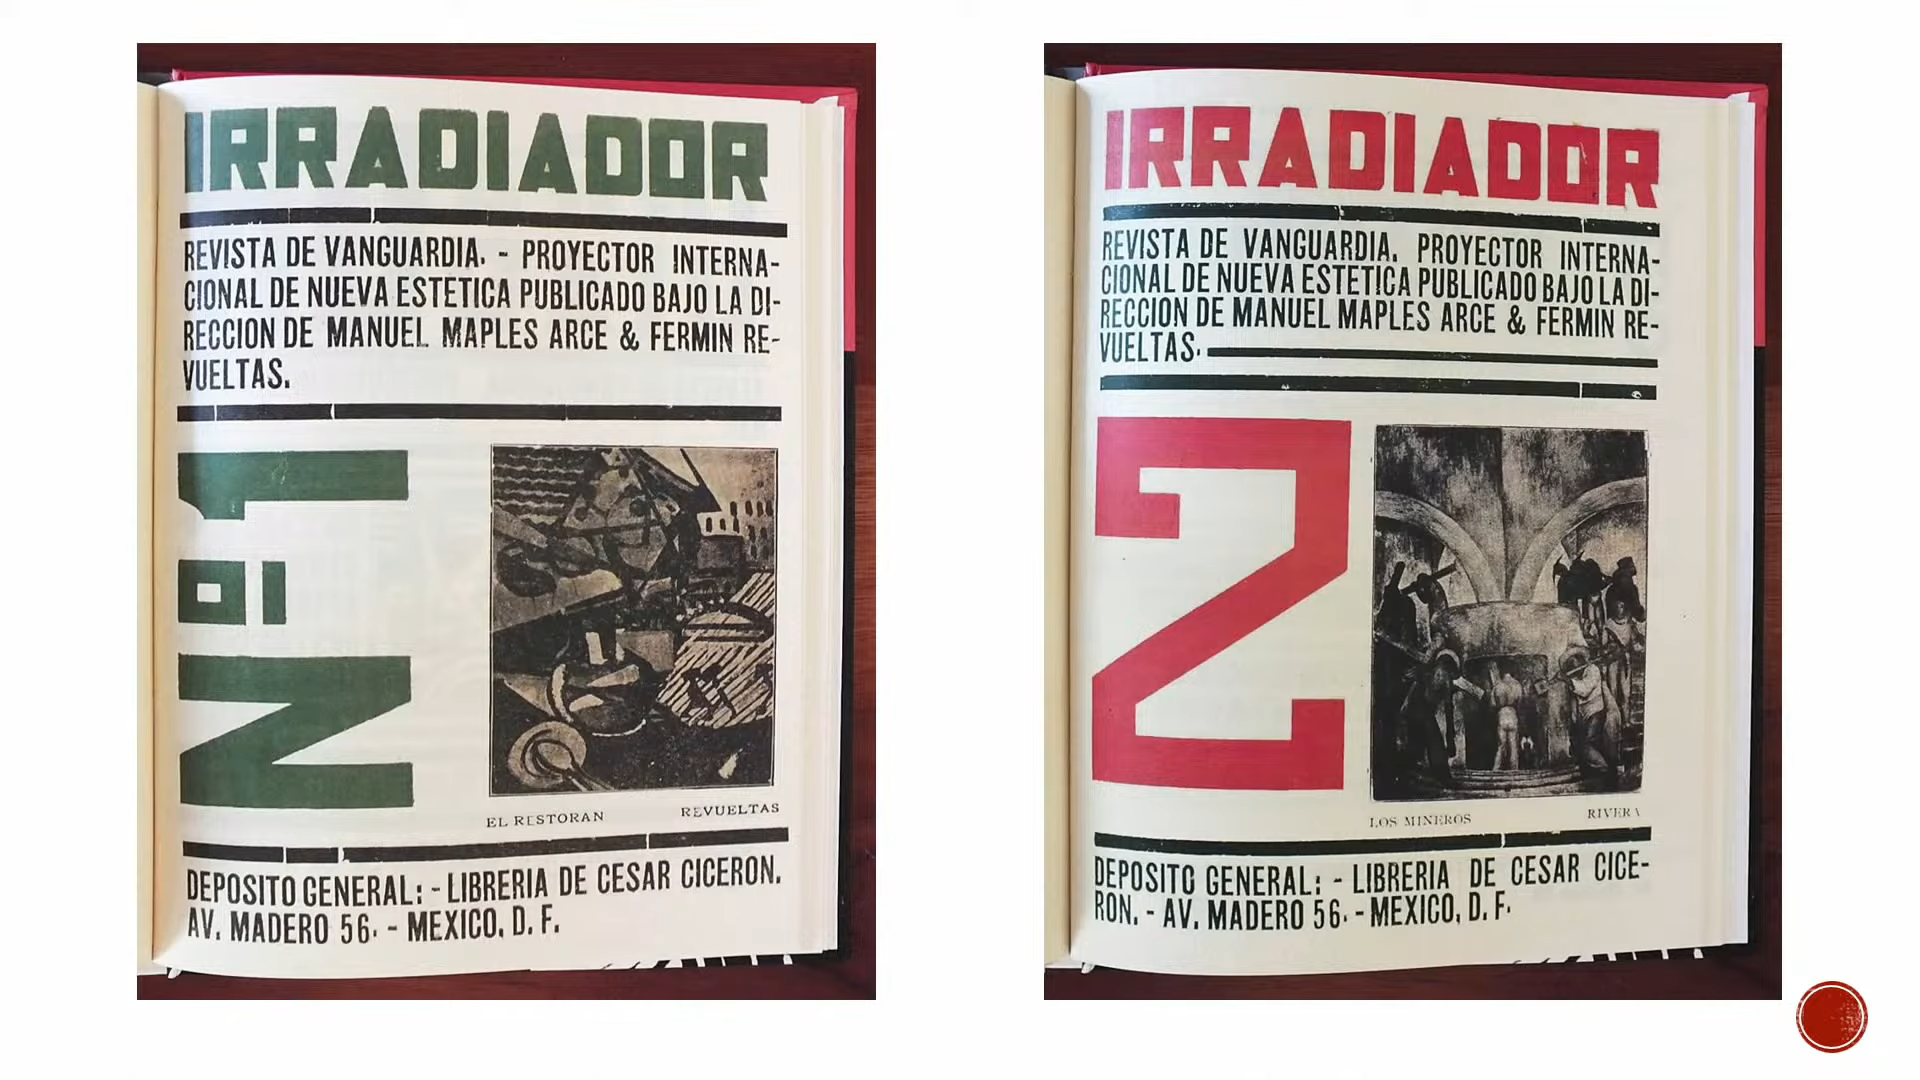 IRRADIADOR
REVISTA DE VANGUARDIA. - PROYECTOR INTERNA-
CIONAL DE NUEVA ESTETICA PUBLICADO BAJO LA DI-
RECCION DE MANUEL MAPLES ARCE & FERMIN RE-
VUELTAS.
Nº1
EL RESTORAN REVUELTAS
DEPOSITO GENERAL: - LIBRERIA DE CESAR CICERON.
AV. MADERO 56. - MEXICO, D. F.
IRRADIADOR
REVISTA DE VANGUARDIA. PROYECTOR INTERNA-
CIONAL DE NUEVA ESTETICA PUBLICADO BAJO LA DI-
RECCION DE MANUEL MAPLES ARCE & FERMIN RE-
VUELTAS.
2
LOS MINEROS RIVERA
DEPOSITO GENERAL: - LIBRERIA DE CESAR CICE-
RON. - AV. MADERO 56. - MEXICO, D. F.